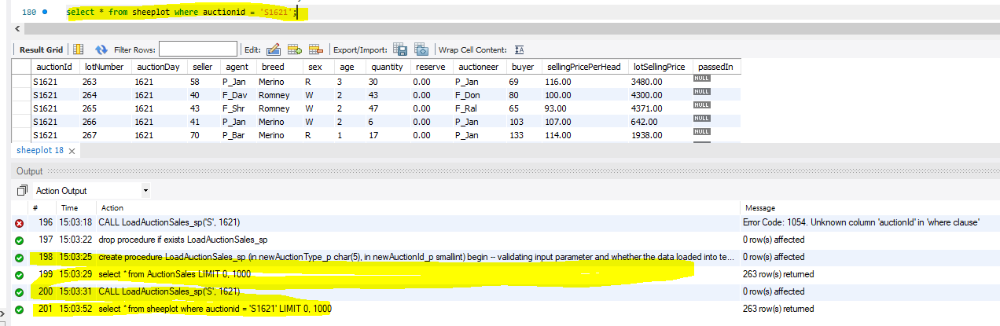 180 select * from sheeplot where auctionid = 'S1621';
Result Grid Filter Rows: Edit: Export/Import: Wrap Cell Content: IA
auctionId lotNumber auctionDay seller agent breed sex age quantity reserve auctioneer buyer sellingPricePerHead lotSellingPrice passedIn
S1621 263 1621 58 P_Jan Merino R 3 30 0.00 P_Jan 69 116.00 3480.00 NULL
S1621 264 1621 40 F_Dav Romney W 2 43 0.00 F_Don 80 100.00 4300.00 NULL
S1621 265 1621 43 F_Shr Romney W 2 47 0.00 F_Ral 65 93.00 4371.00 NULL
S1621 266 1621 41 P_Jan Merino W 2 6 0.00 P_Jan 103 107.00 642.00 NULL
S1621 267 1621 70 P_Bar Merino R 1 17 0.00 P_Jan 133 114.00 1938.00 NULL
sheeplot 18
Output
Action Output
# Time Action Message
196 15:03:18 CALL LoadAuctionSales_sp('S', 1621) Error Code: 1054. Unknown column 'auctionId' in 'where clause'
197 15:03:22 drop procedure if exists LoadAuctionSales_sp 0 row(s) affected
198 15:03:25 create procedure LoadAuctionSales_sp (in newAuctionType_p char(5), in newAuctionId_p smallint) begin -- validating input parameter and whether the data loaded into te... 0 row(s) affected
199 15:03:29 select * from AuctionSales LIMIT 0, 1000 263 row(s) returned
200 15:03:31 CALL LoadAuctionSales_sp('S', 1621) 0 row(s) affected
201 15:03:52 select * from sheeplot where auctionid = 'S1621' LIMIT 0, 1000 263 row(s) returned